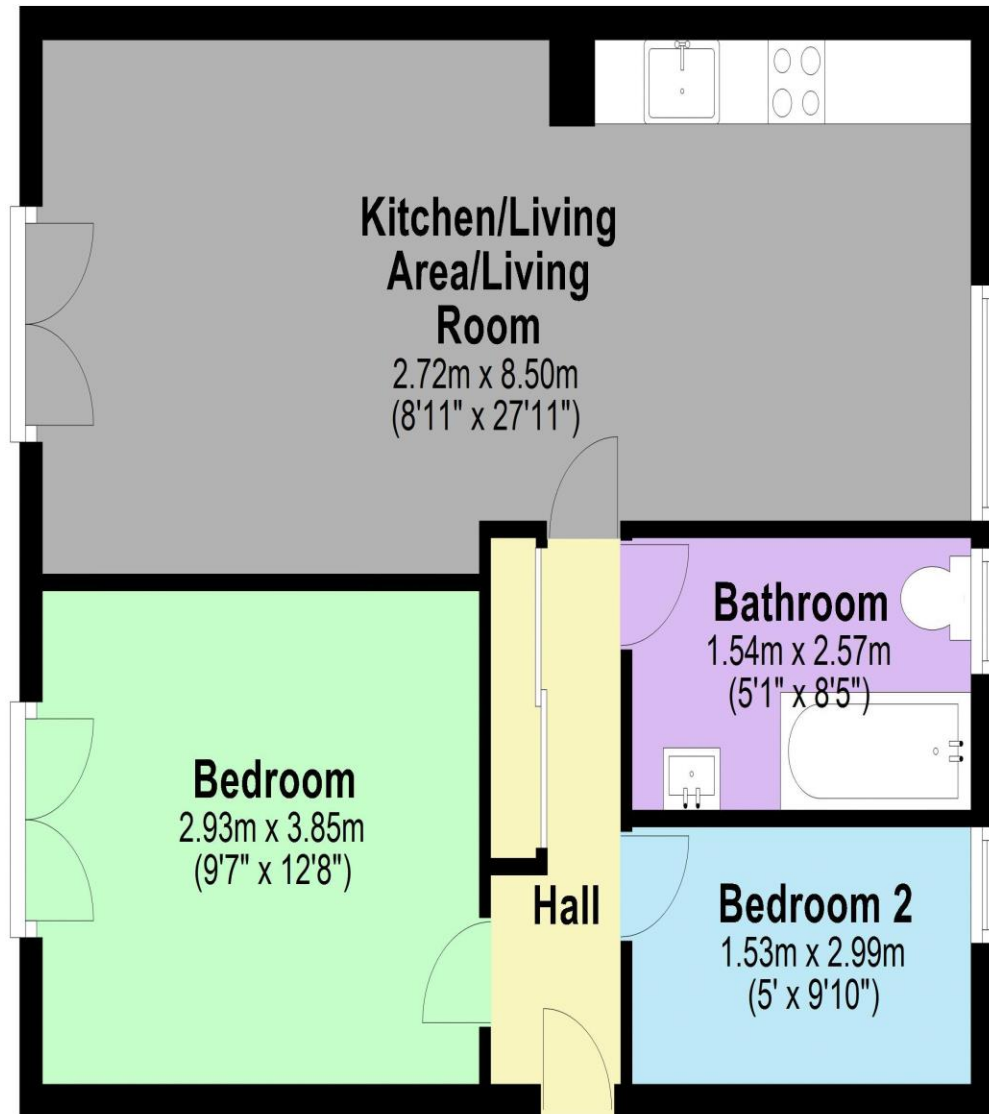 Kitchen/Living
Area/Living
Room
2.72m x 8.50m
(8'11" x 27'11")
Bathroom
1.54m x 2.57m
(5'1" x 8'5")
Bedroom
2.93m x 3.85m
(9'7" x 12'8")
Hall
Bedroom 2
1.53m x 2.99m
(5' x 9'10")